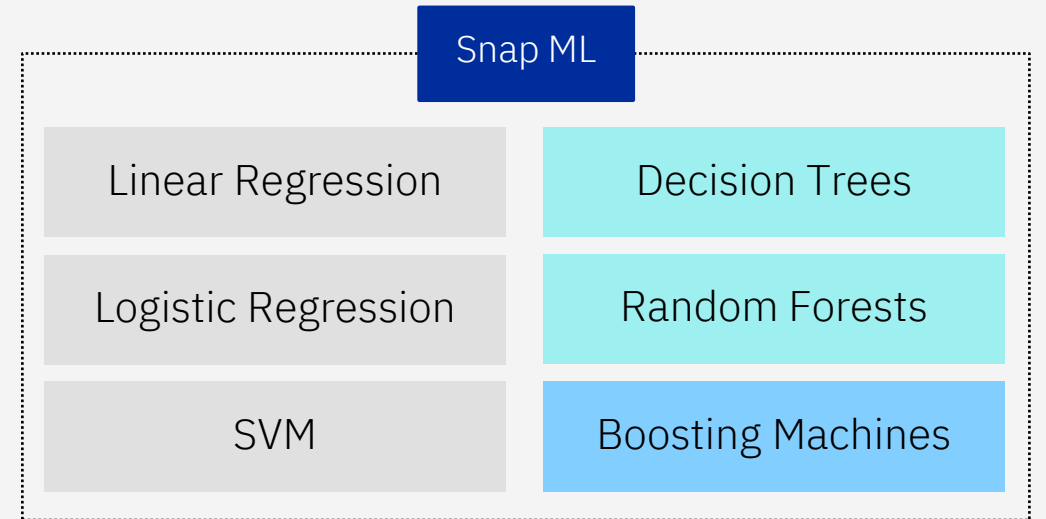 Snap ML
Linear Regression
Decision Trees
Logistic Regression
Random Forests
SVM
Boosting Machines